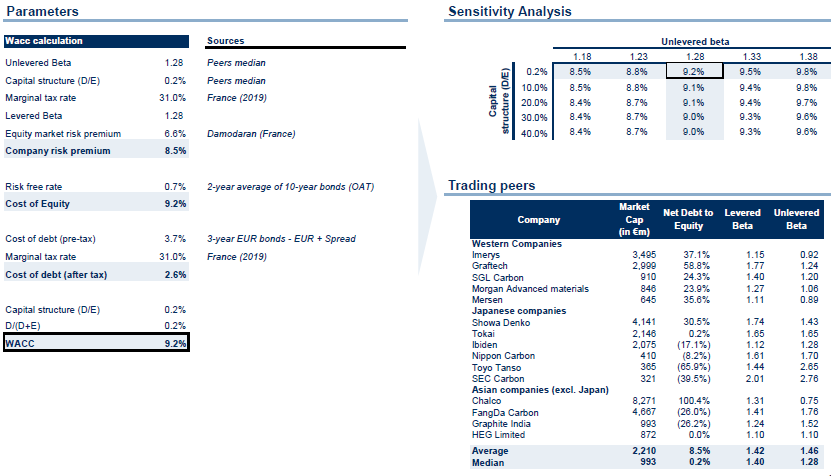 Parameters
Wacc calculation Sources
Unlevered Beta 1.28 Peers median
Capital structure (D/E) 0.2% Peers median
Marginal tax rate 31.0% France (2019)
Levered Beta 1.28
Equity market risk premium 6.6% Damodaran (France)
Company risk premium 8.5%
Risk free rate 0.7% 2-year average of 10-year bonds (OAT)
Cost of Equity 9.2%
Cost of debt (pre-tax) 3.7% 3-year EUR bonds - EUR + Spread
Marginal tax rate 31.0% France (2019)
Cost of debt (after tax) 2.6%
Capital structure (D/E) 0.2%
D/(D+E) 0.2%
WACC 9.2%
Sensitivity Analysis
Unlevered beta
1.18 1.23 1.28 1.33 1.38
Capital
structure (D/E)
0.2% 8.5% 8.8% 9.2% 9.5% 9.8%
10.0% 8.5% 8.8% 9.1% 9.4% 9.8%
20.0% 8.4% 8.7% 9.1% 9.4% 9.7%
30.0% 8.4% 8.7% 9.0% 9.3% 9.6%
40.0% 8.4% 8.7% 9.0% 9.3% 9.6%
Trading peers
Company Market Cap (in €m) Net Debt to Equity Levered Beta Unlevered Beta
Western Companies
Imerys 3,495 37.1% 1.15 0.92
Graftech 2,999 58.8% 1.77 1.24
SGL Carbon 910 24.3% 1.40 1.20
Morgan Advanced materials 846 23.9% 1.27 1.06
Mersen 645 35.6% 1.11 0.89
Japanese companies
Showa Denko 4,141 30.5% 1.74 1.43
Tokai 2,146 0.2% 1.65 1.65
Ibiden 2,075 (17.1%) 1.12 1.28
Nippon Carbon 410 (8.2%) 1.61 1.70
Toyo Tanso 365 (65.9%) 1.44 2.65
SEC Carbon 321 (39.5%) 2.01 2.76
Asian companies (excl. Japan)
Chalco 8,271 100.4% 1.31 0.75
FangDa Carbon 4,667 (26.0%) 1.41 1.76
Graphite India 993 (26.2%) 1.24 1.52
HEG Limited 872 0.0% 1.10 1.10
Average 2,210 8.5% 1.42 1.46
Median 993 0.2% 1.40 1.28